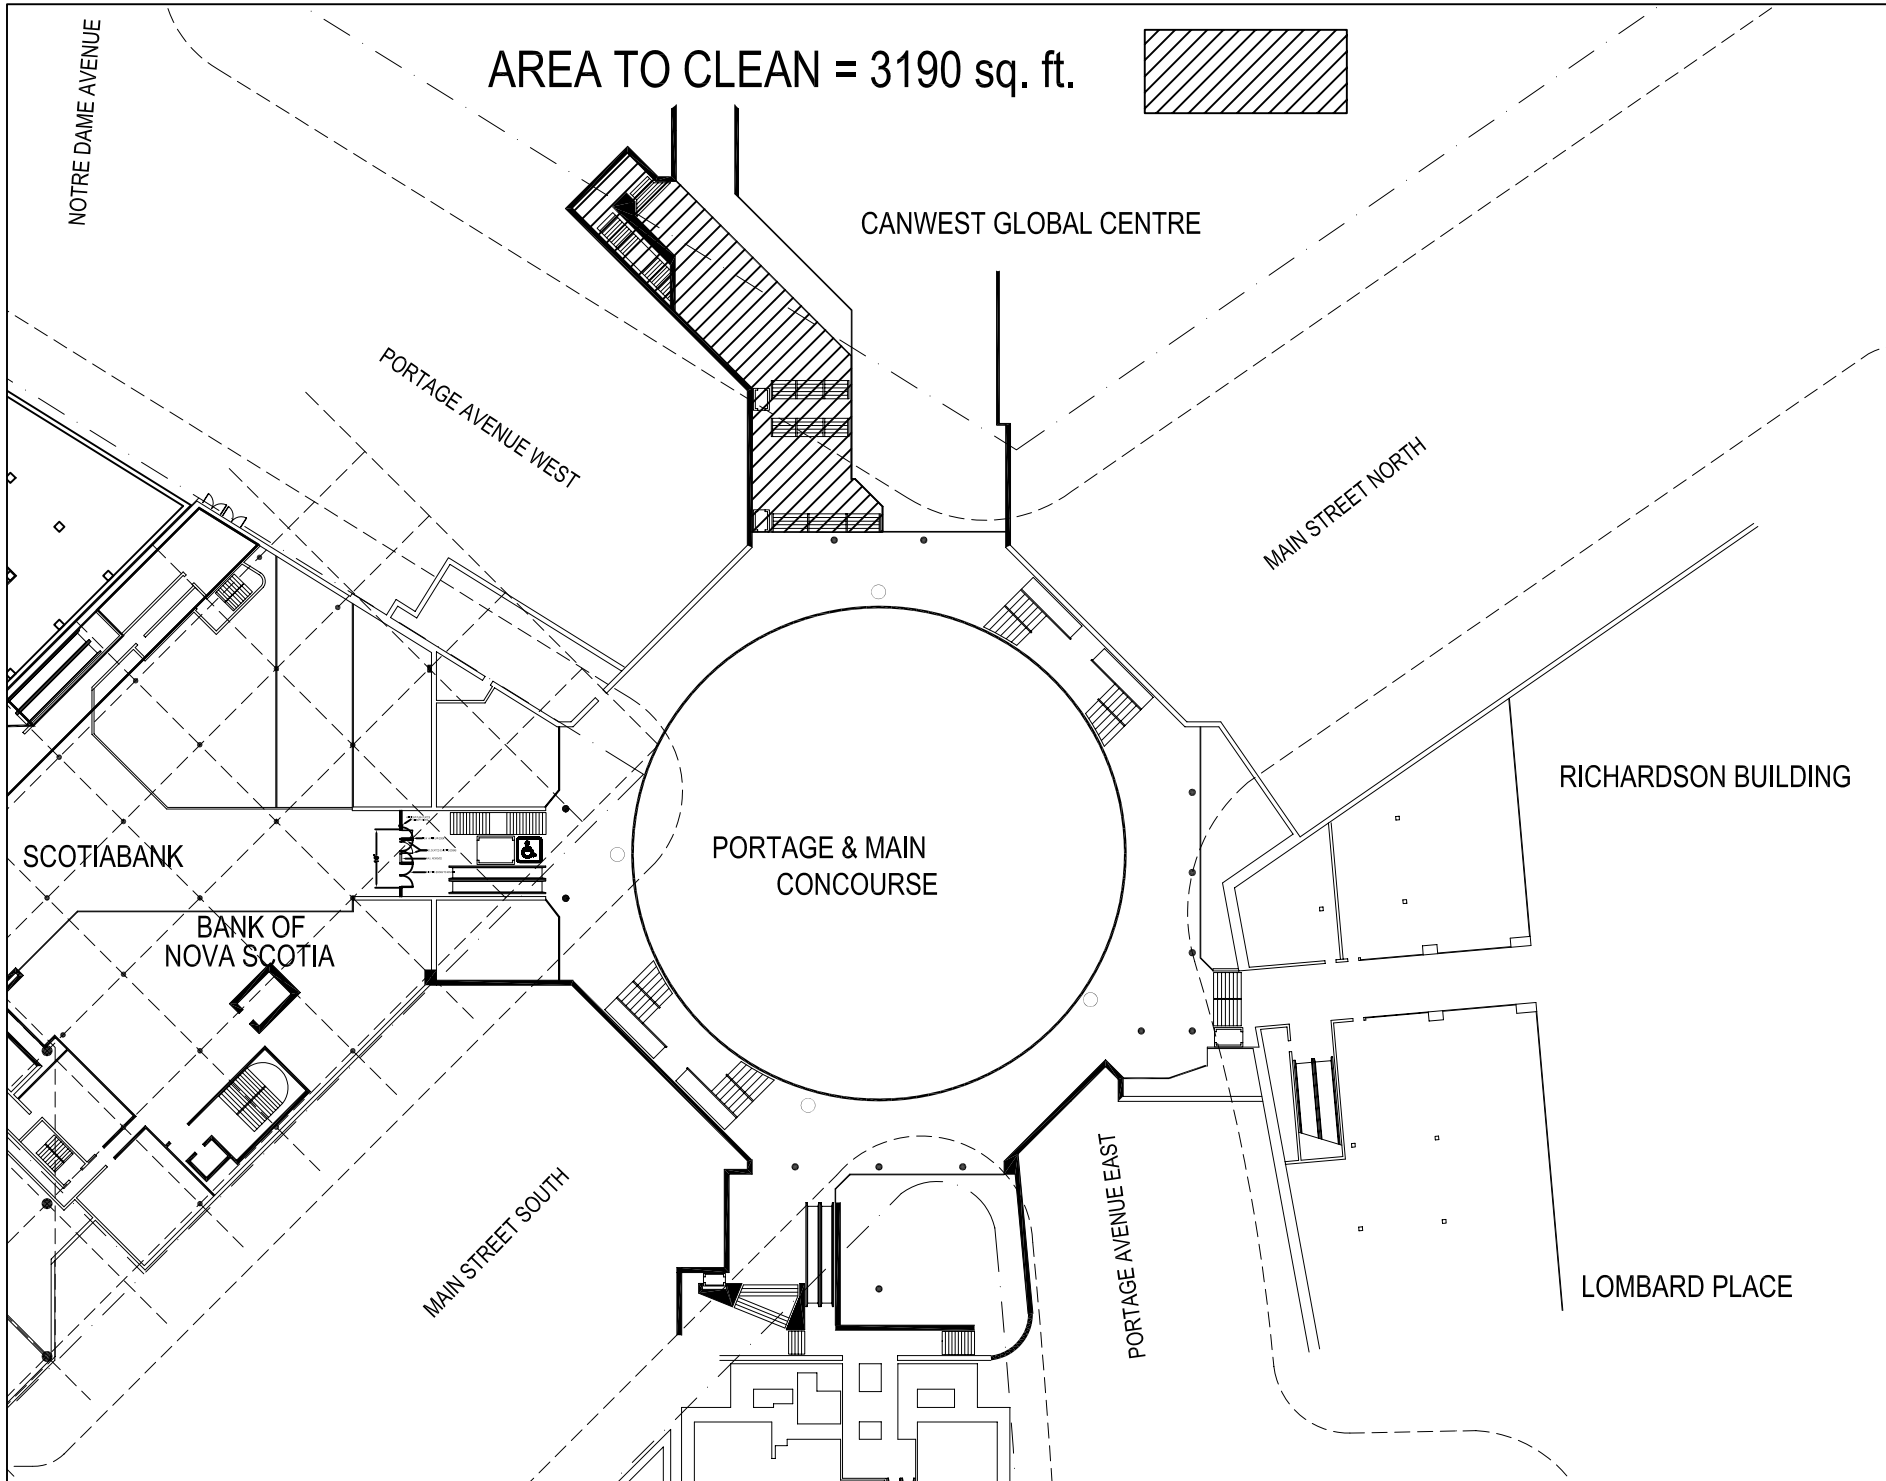 AREA TO CLEAN = 3190 sq. ft.
NOTRE DAME AVENUE
CANWEST GLOBAL CENTRE
PORTAGE AVENUE WEST
MAIN STREET NORTH
RICHARDSON BUILDING
PORTAGE & MAIN
CONCOURSE
SCOTIABANK
BANK OF
NOVA SCOTIA
MAIN STREET SOUTH
PORTAGE AVENUE EAST
LOMBARD PLACE